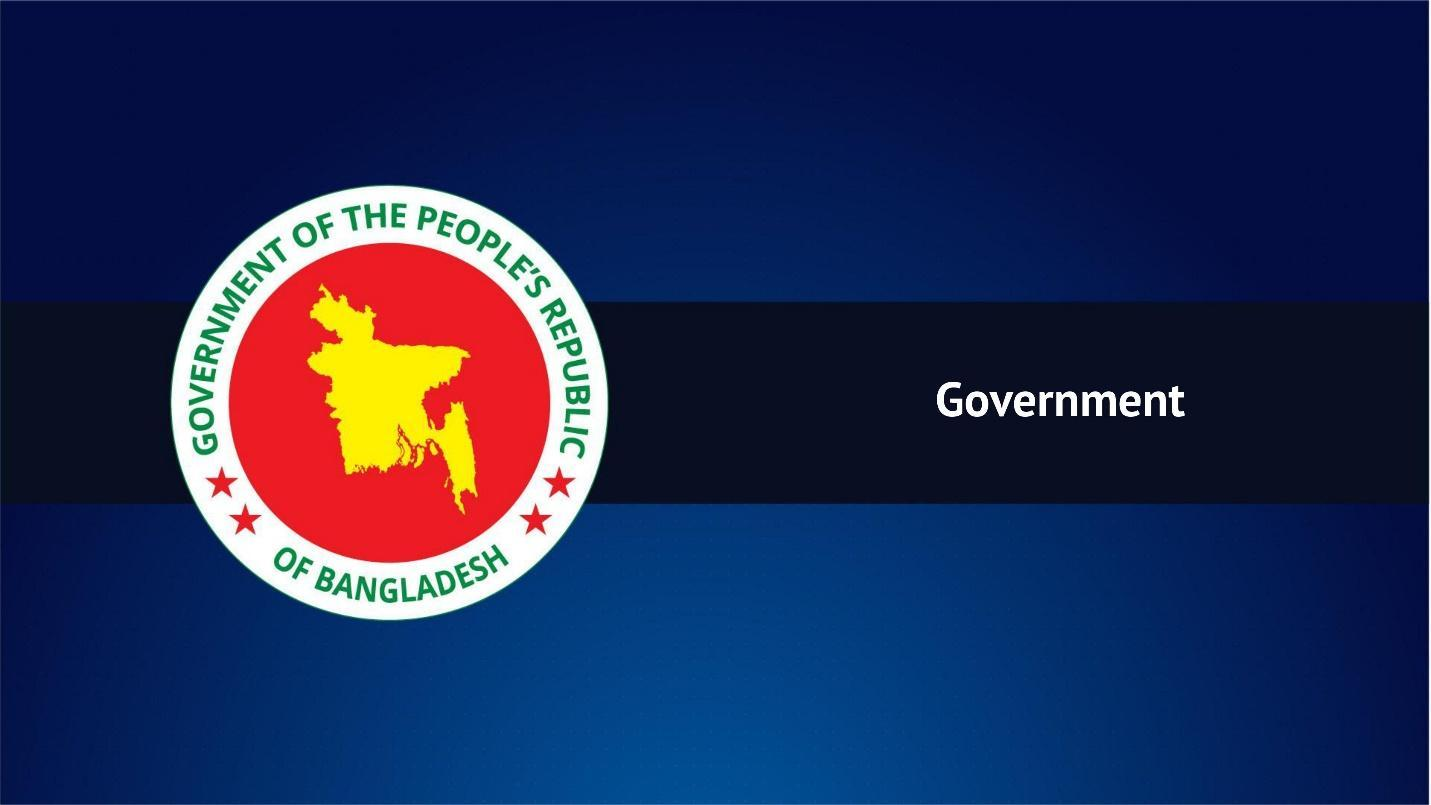 GOVERNMENT OF THE PEOPLE'S REPUBLIC
OF BANGLADESH
Government